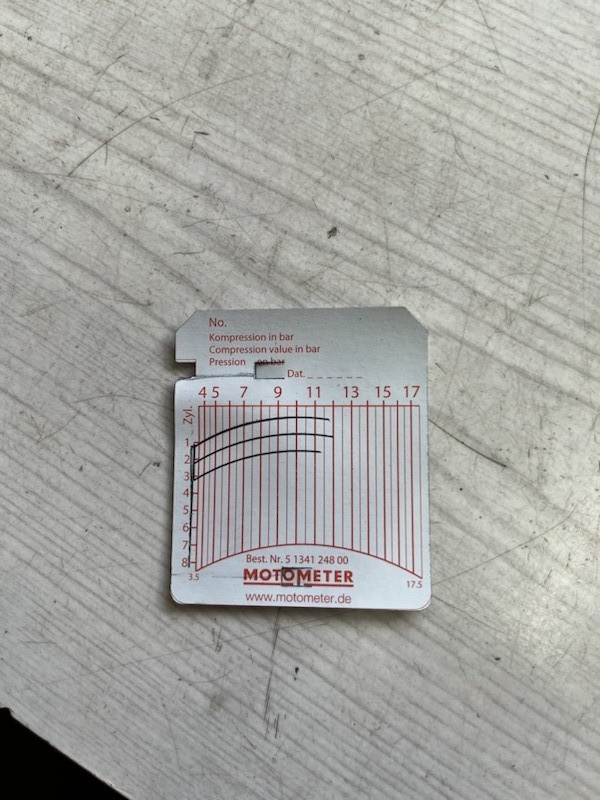 No.
Kompression in bar
Compression value in bar
Pression en bar
Dat.
4 5 7 9 11 13 15 17
Zyl.
1
2
3
4
5
6
7
8
3.5
17.5
Best. Nr. 5 1341 248 00
MOTOMETER
www.motometer.de